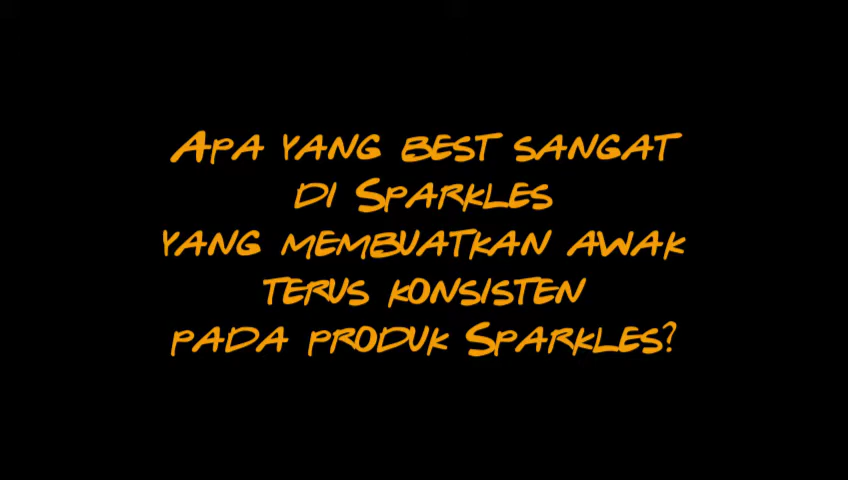 Apa yang best sangat
di Sparkles
yang membuatkan awak
terus konsisten
pada produk Sparkles?